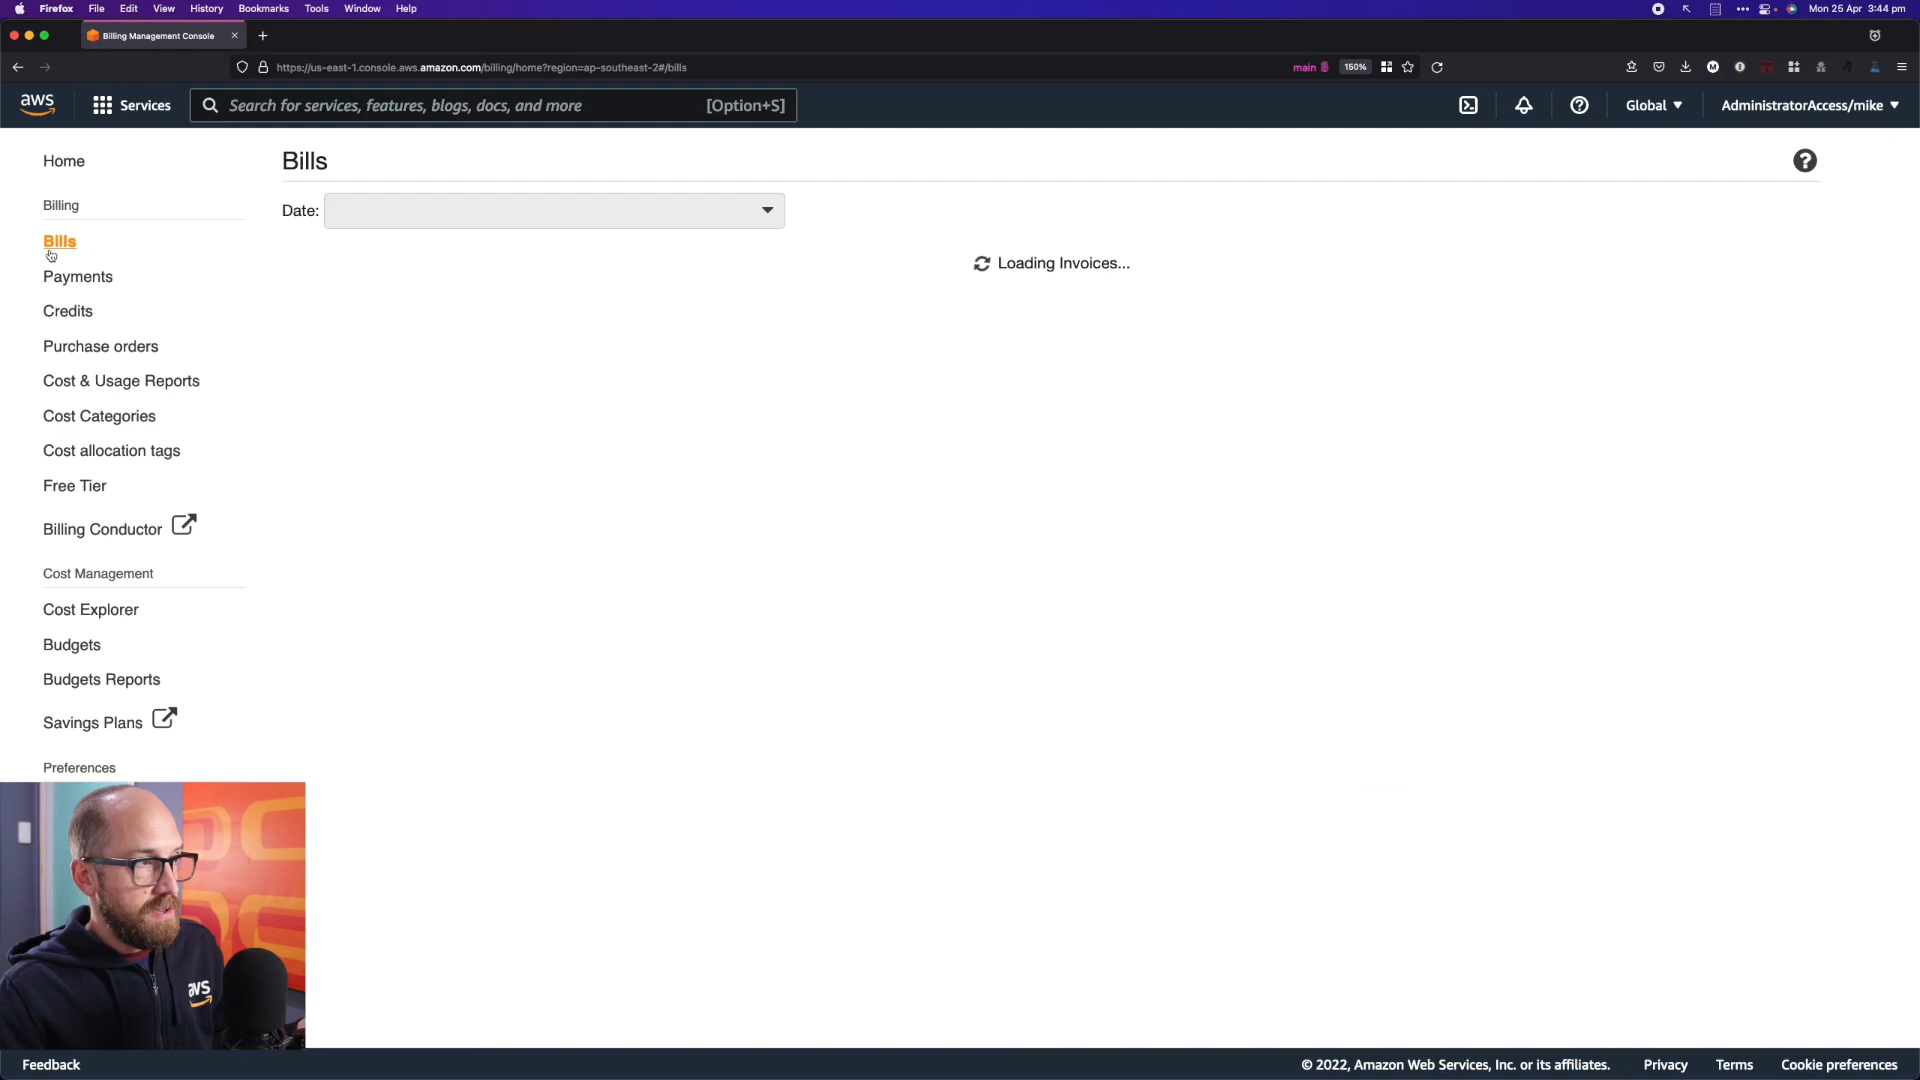 Firefox File Edit View History Bookmarks Tools Window Help
Mon 25 Apr 3:44 pm
Billing Management Console
https://us-east-1.console.aws.amazon.com/billing/home?region=ap-southeast-2#/bills
main
150%
aws
Services
Search for services, features, blogs, docs, and more
[Option+S]
Global
AdministratorAccess/mike
Home
Billing
Bills
Payments
Credits
Purchase orders
Cost & Usage Reports
Cost Categories
Cost allocation tags
Free Tier
Billing Conductor
Cost Management
Cost Explorer
Budgets
Budgets Reports
Savings Plans
Preferences
Bills
Date:
Loading Invoices...
aws
Feedback
© 2022, Amazon Web Services, Inc. or its affiliates.
Privacy
Terms
Cookie preferences